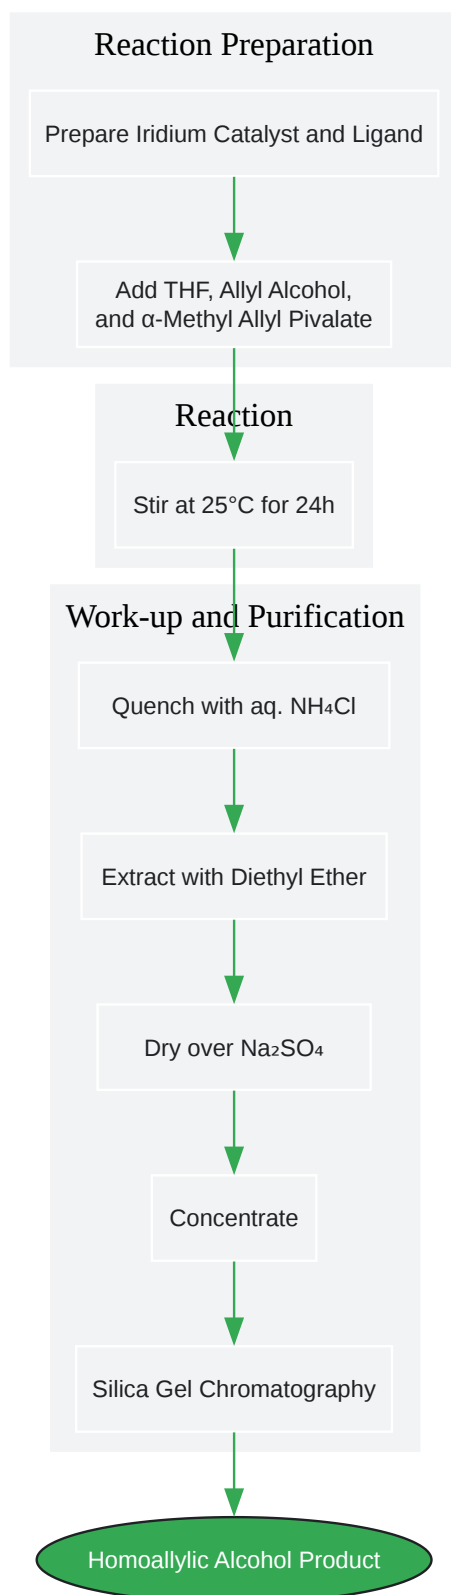 Reaction Preparation
Prepare Iridium Catalyst and Ligand
Add THF, Allyl Alcohol,
and α-Methyl Allyl Pivalate
Reaction
Stir at 25°C for 24h
Work-up and Purification
Quench with aq. NH₄Cl
Extract with Diethyl Ether
Dry over Na₂SO₄
Concentrate
Silica Gel Chromatography
Homoallylic Alcohol Product